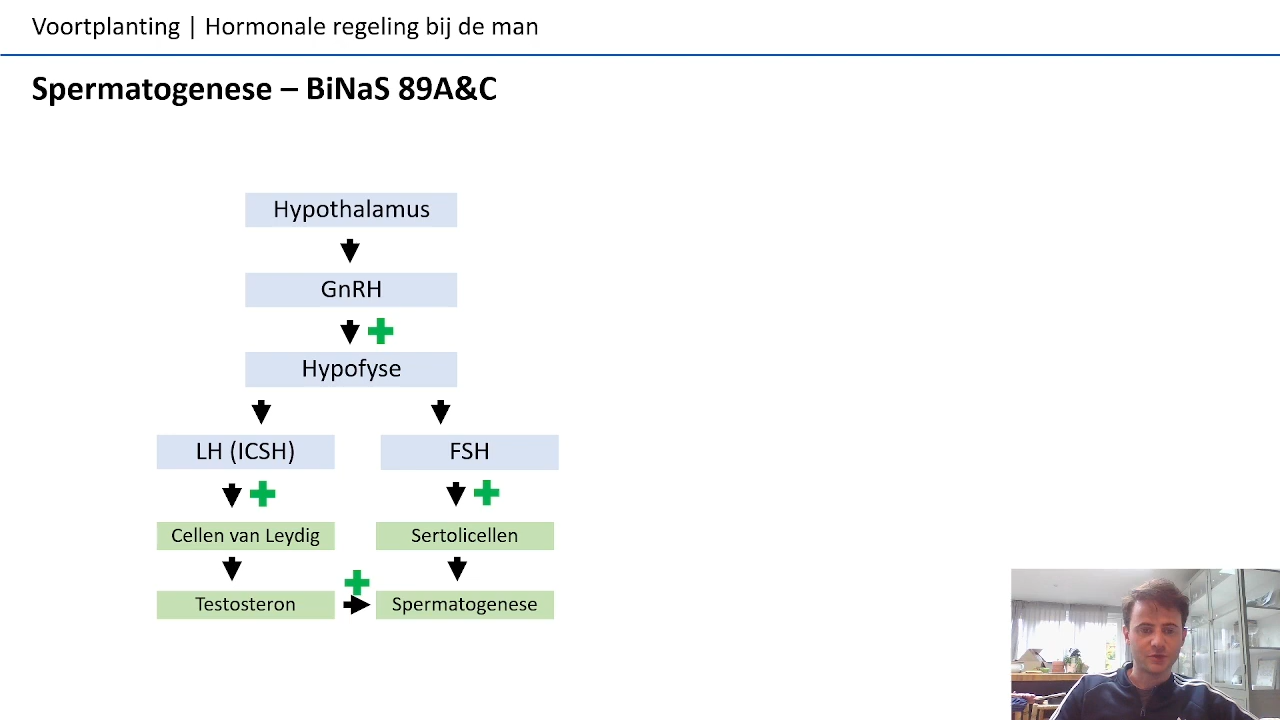 Voortplanting | Hormonale regeling bij de man
Spermatogenese – BiNaS 89A&C
Hypothalamus
GnRH
Hypofyse
LH (ICSH)
FSH
Cellen van Leydig
Sertolicellen
Testosteron
Spermatogenese